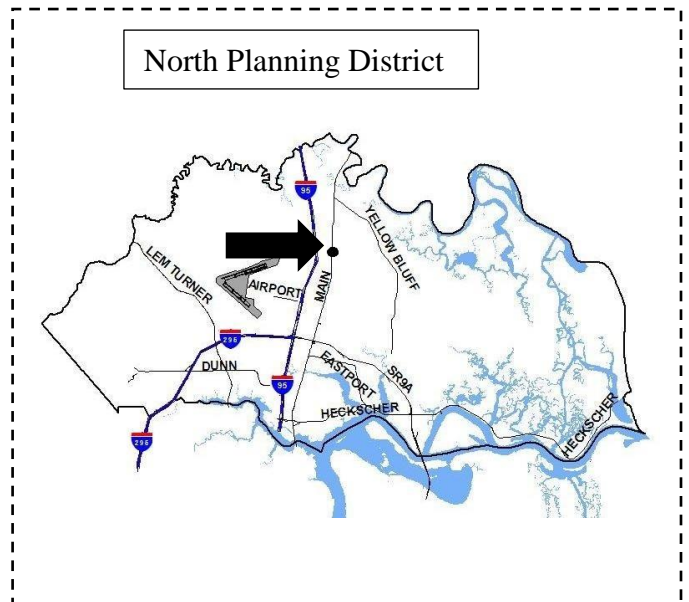 North Planning District
95
YELLOW BLUFF
LEM TURNER
AIRPORT
MAIN
295
DUNN
EASTPORT
SR9A
95
HECKSCHER
HECKSCHER
295